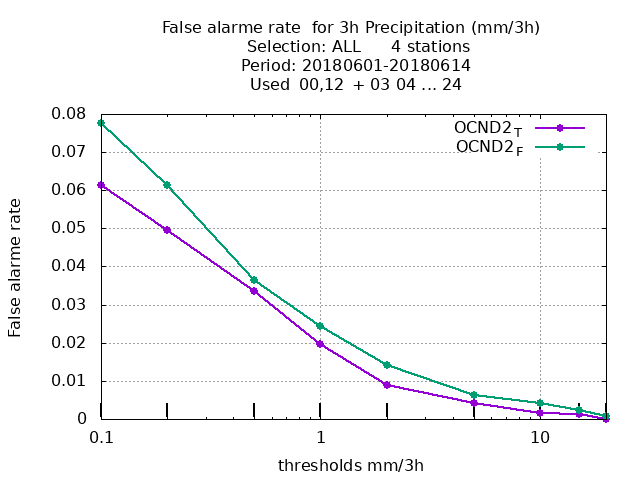 False alarme rate  for 3h Precipitation (mm/3h)
Selection: ALL      4 stations
Period: 20180601-20180614
Used  00,12  + 03 04 ... 24
OCND2_T
OCND2_F
0.08
0.07
0.06
0.05
0.04
0.03
0.02
0.01
0
False alarme rate
0.1 1 10
thresholds mm/3h